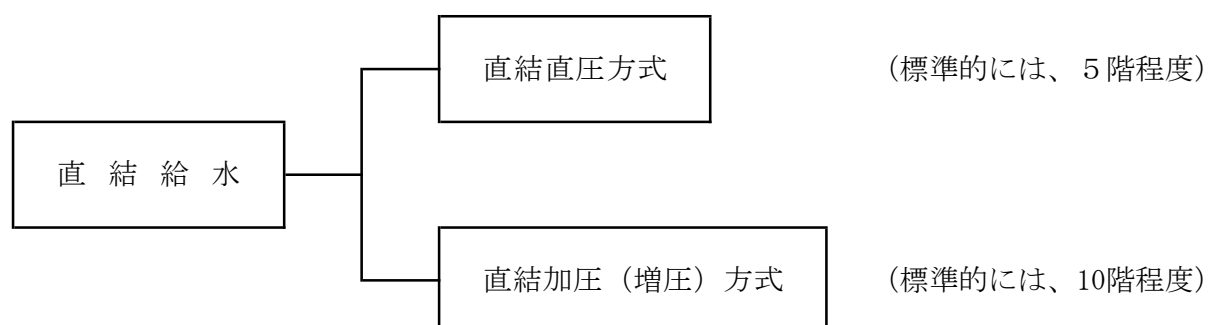 直結直圧方式 (標準的には、５階程度)
直 結 給 水
直結加圧（増圧）方式 (標準的には、10階程度)